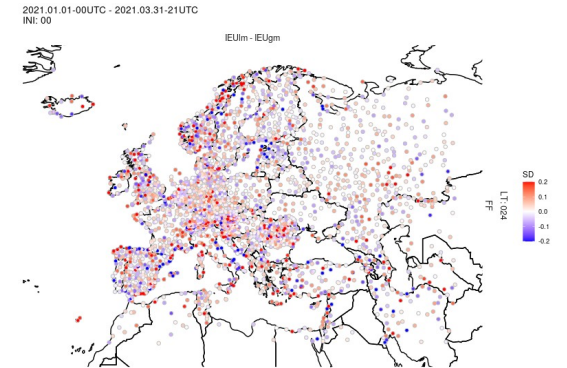 2021.01.01-00UTC - 2021.03.31-21UTC
INI: 00
IEUlm - IEUgm
SD
0.2
0.1
0.0
-0.1
-0.2
LT:024
FF